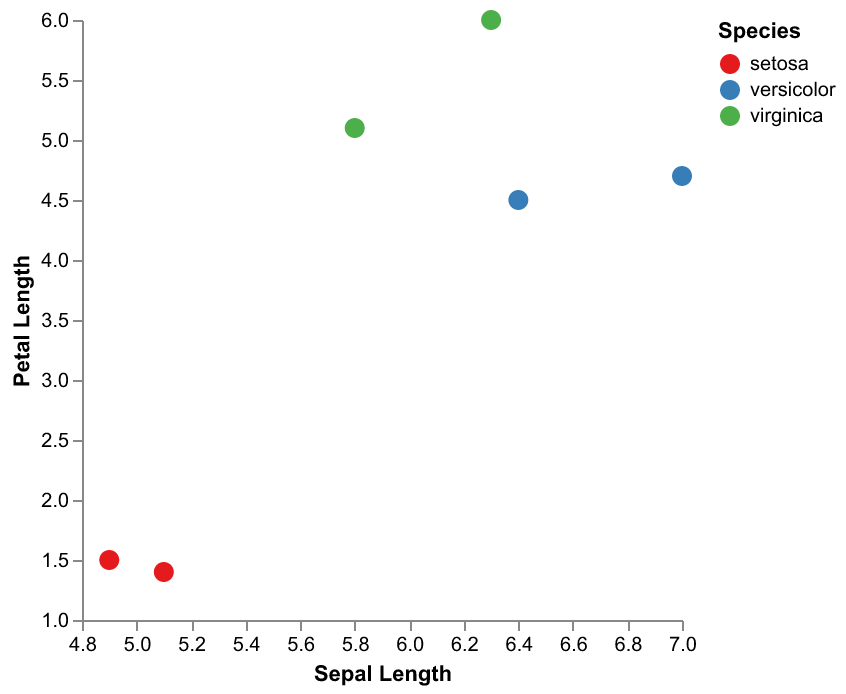 6.0
5.5
5.0
4.5
4.0
3.5
3.0
2.5
2.0
1.5
1.0
Petal Length
4.8 5.0 5.2 5.4 5.6 5.8 6.0 6.2 6.4 6.6 6.8 7.0
Sepal Length
Species
setosa
versicolor
virginica